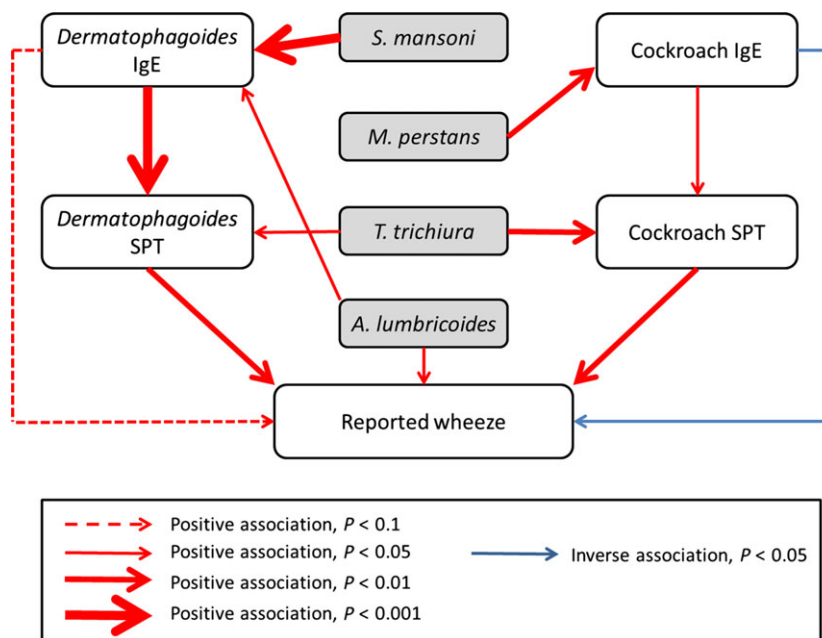 Dermatophagoides
IgE
S. mansoni
Cockroach IgE
M. perstans
Dermatophagoides
SPT
T. trichiura
Cockroach SPT
A. lumbricoides
Reported wheeze
Positive association, P < 0.1
Positive association, P < 0.05
Inverse association, P < 0.05
Positive association, P < 0.01
Positive association, P < 0.001